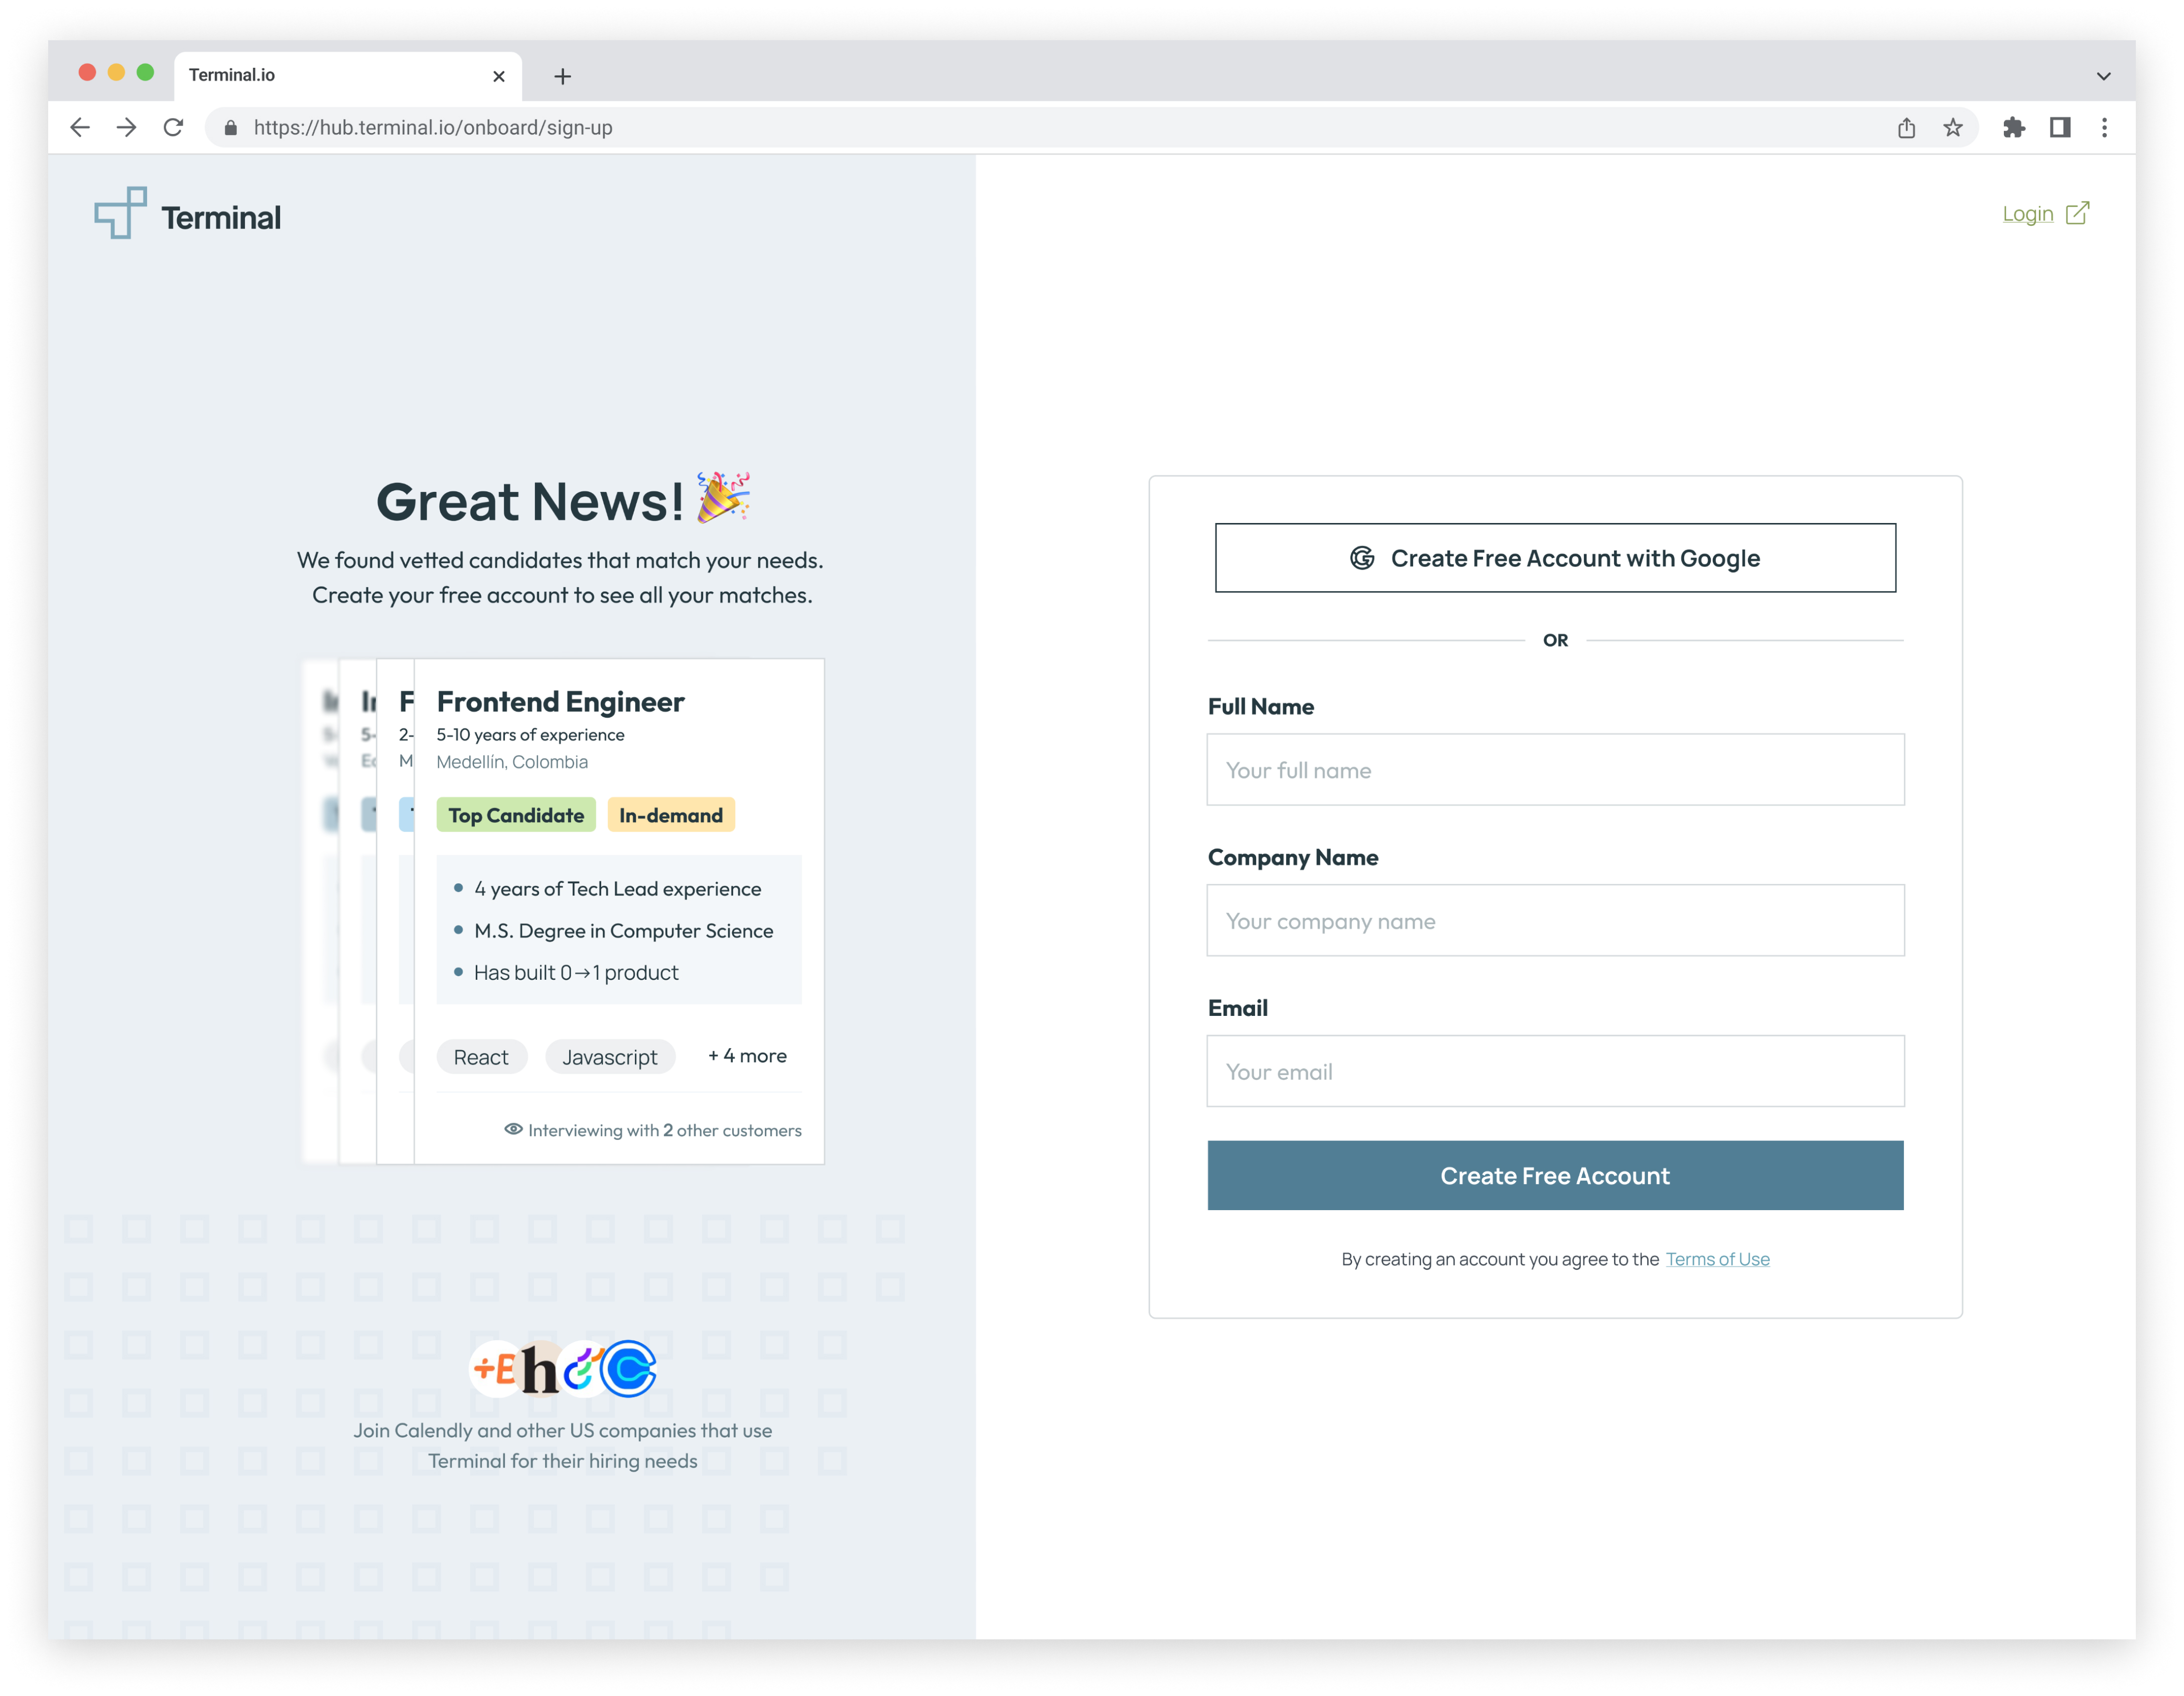 Terminal.io
https://hub.terminal.io/onboard/sign-up
Terminal
Login
Great News!
We found vetted candidates that match your needs.
Create your free account to see all your matches.
Frontend Engineer
5-10 years of experience
Medellín, Colombia
Top Candidate
In-demand
4 years of Tech Lead experience
M.S. Degree in Computer Science
Has built 0→1 product
React
Javascript
+ 4 more
Interviewing with 2 other customers
Join Calendly and other US companies that use
Terminal for their hiring needs
Create Free Account with Google
OR
Full Name
Your full name
Company Name
Your company name
Email
Your email
Create Free Account
By creating an account you agree to the Terms of Use